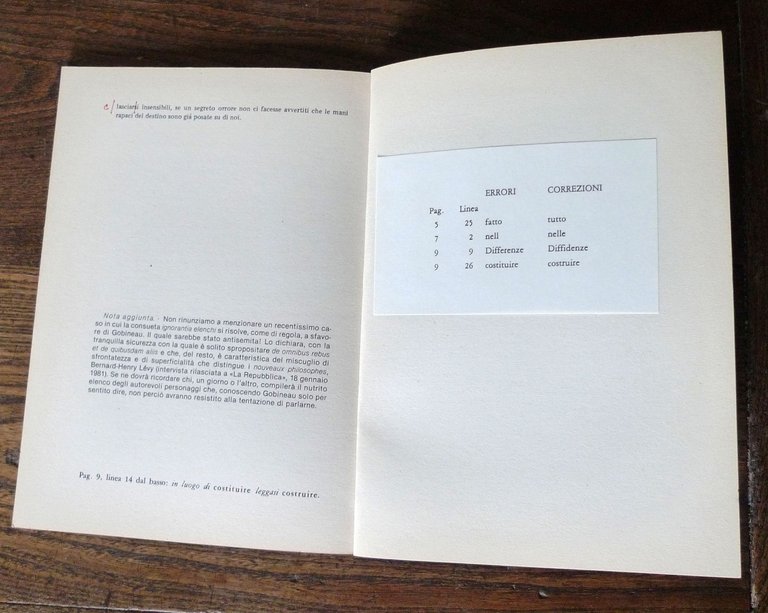 e/ lasciarsi insensibili, se un segreto orrore non ci facesse avvertiti che le mani
rapaci del destino sono già posate su di noi.
Nota aggiunta - Non rinunziamo a menzionare un recentissimo ca-
so in cui la consueta ignorantia elenchi si risolve, come di regola, a sfavo-
re di Gobineau. Il quale sarebbe stato antisemita! Lo dichiara, con la
tranquilla sicurezza con la quale è solito spropositare de omnibus rebus
et de quibusdam aliis e che, del resto, è caratteristica del miscuglio di
sfrontatezza e di superficialità che distingue i nouveaux philosophes,
Bernard-Henry Lévy (intervista rilasciata a «La Repubblica», 18 gennaio
1981). Se ne dovrà ricordare chi, un giorno o l'altro, compilerà il nutrito
elenco degli autorevoli personaggi che, conoscendo Gobineau solo per
sentito dire, non perciò avranno resistito alla tentazione di parlarne.
Pag. 9, linea 14 dal basso: in luogo di costituire leggasi costruire.
ERRORI CORREZIONI
Pag. Linea
5 25 fatto tutto
7 2 nell nelle
9 9 Differenze Diffidenze
9 26 costituire costruire